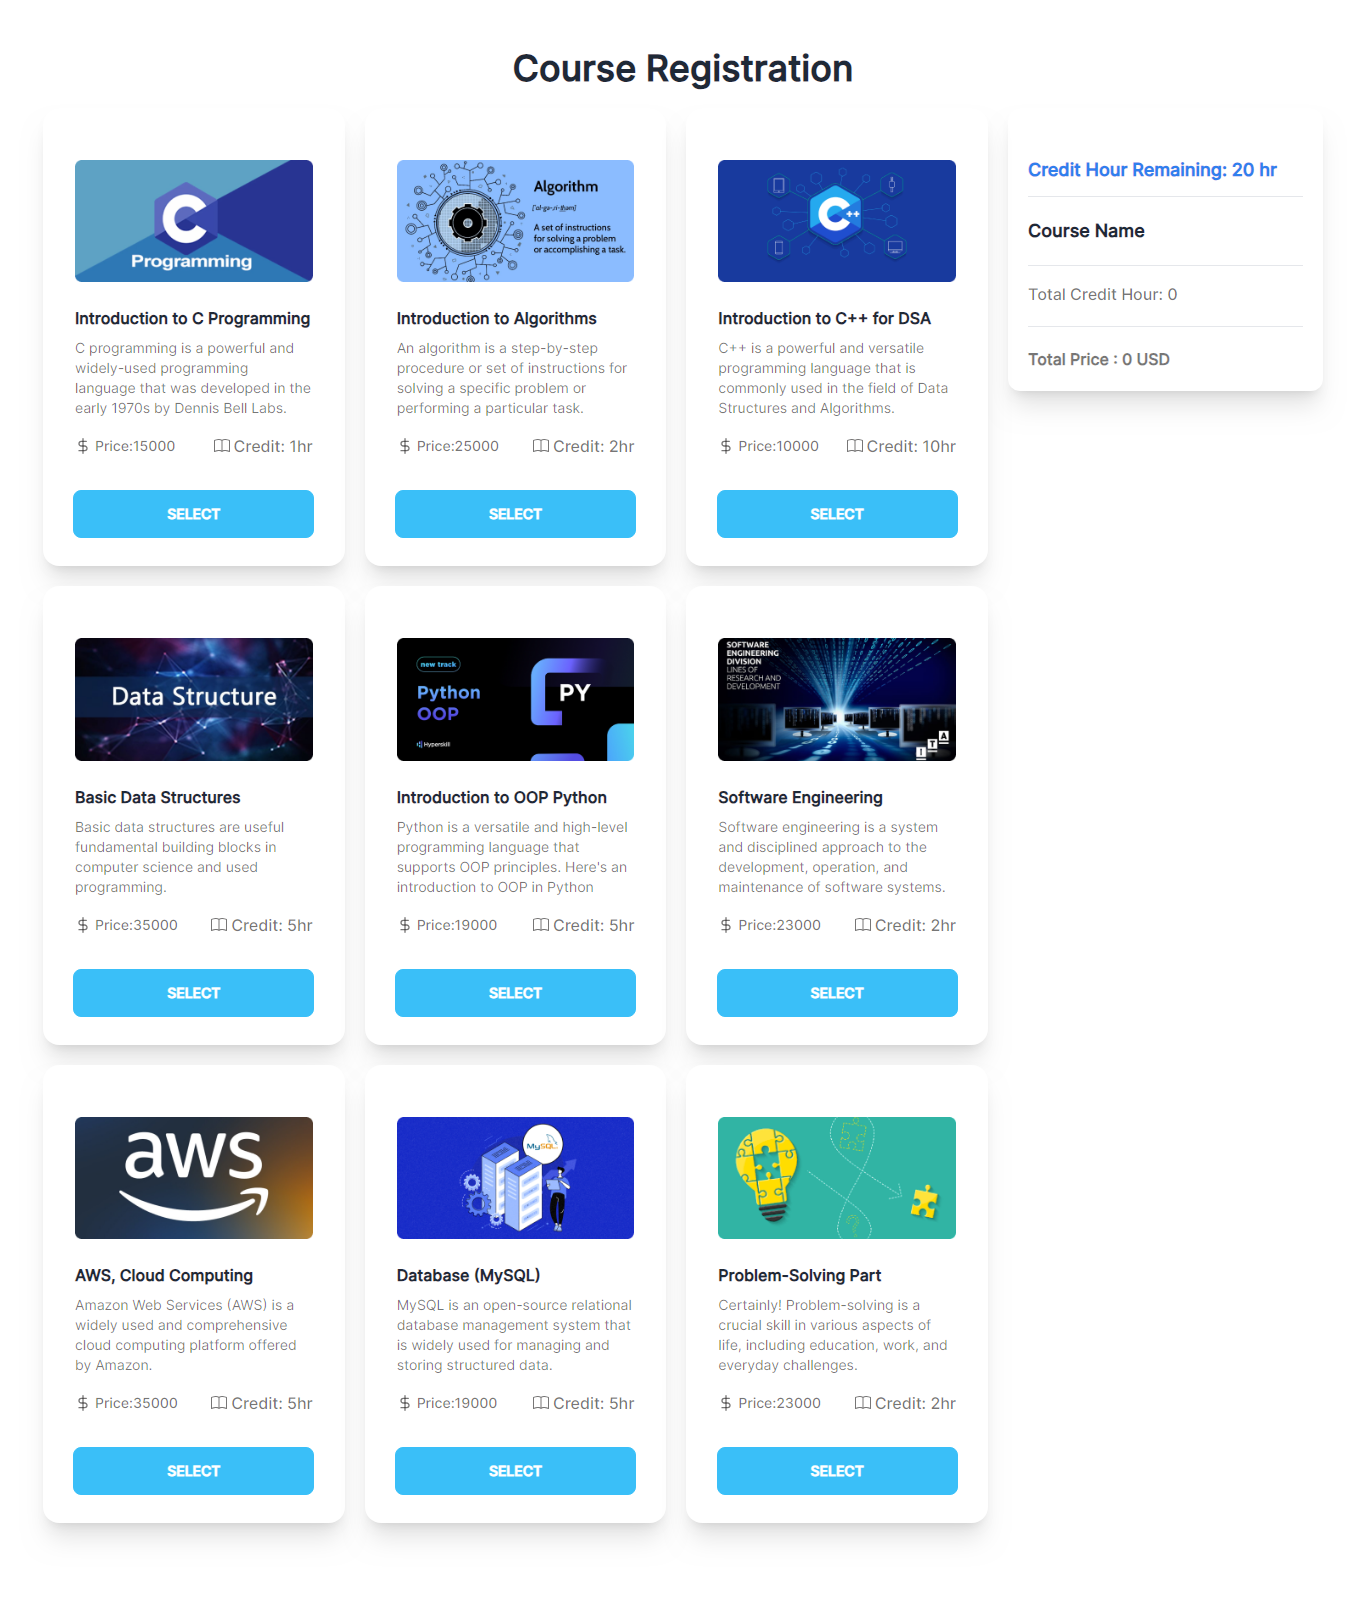 Course Registration
Programming
Introduction to C Programming
C programming is a powerful and
widely-used programming
language that was developed in the
early 1970s by Dennis Bell Labs.
$ Price:15000
Credit: 1hr
SELECT
Algorithm
['al-gə-,ri-t͟həm]
A set of instructions
for solving a problem
or accomplishing a task.
Introduction to Algorithms
An algorithm is a step-by-step
procedure or set of instructions for
solving a specific problem or
performing a particular task.
$ Price:25000
Credit: 2hr
SELECT
C++
Introduction to C++ for DSA
C++ is a powerful and versatile
programming language that is
commonly used in the field of Data
Structures and Algorithms.
$ Price:10000
Credit: 10hr
SELECT
Credit Hour Remaining: 20 hr
Course Name
Total Credit Hour: 0
Total Price : 0 USD
Data Structure
Basic Data Structures
Basic data structures are useful
fundamental building blocks in
computer science and used
programming.
$ Price:35000
Credit: 5hr
SELECT
new track
Python
OOP
PY
Hyperskill
Introduction to OOP Python
Python is a versatile and high-level
programming language that
supports OOP principles. Here's an
introduction to OOP in Python
$ Price:19000
Credit: 5hr
SELECT
SOFTWARE
ENGINEERING
DIVISION
LINES OF
RESEARCH AND
DEVELOPMENT
ITA
Software Engineering
Software engineering is a system
and disciplined approach to the
development, operation, and
maintenance of software systems.
$ Price:23000
Credit: 2hr
SELECT
aws
AWS, Cloud Computing
Amazon Web Services (AWS) is a
widely used and comprehensive
cloud computing platform offered
by Amazon.
$ Price:35000
Credit: 5hr
SELECT
MySQL
Database (MySQL)
MySQL is an open-source relational
database management system that
is widely used for managing and
storing structured data.
$ Price:19000
Credit: 5hr
SELECT
Problem-Solving Part
Certainly! Problem-solving is a
crucial skill in various aspects of
life, including education, work, and
everyday challenges.
$ Price:23000
Credit: 2hr
SELECT